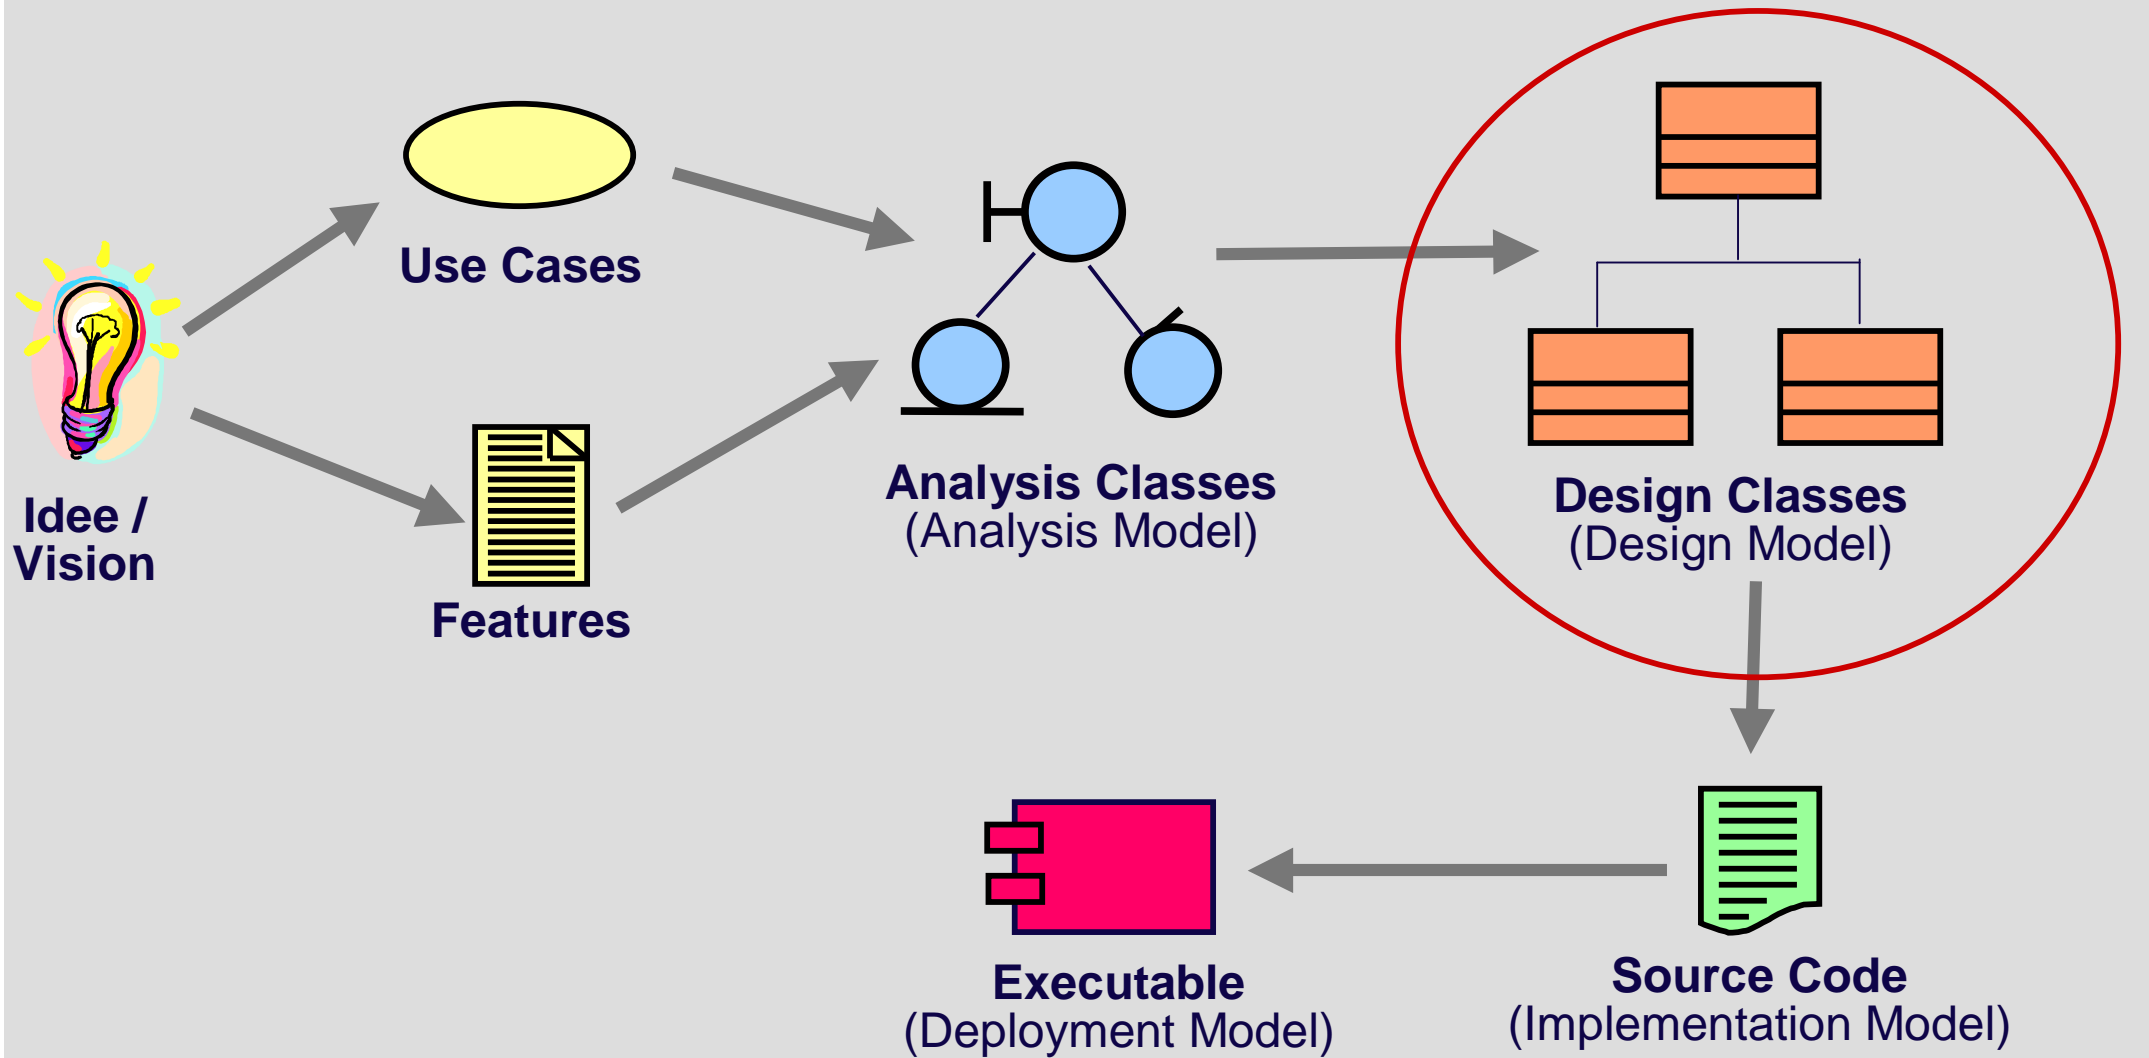 Use Cases
Idee /
Vision
Features
Analysis Classes
(Analysis Model)
Design Classes
(Design Model)
Executable
(Deployment Model)
Source Code
(Implementation Model)